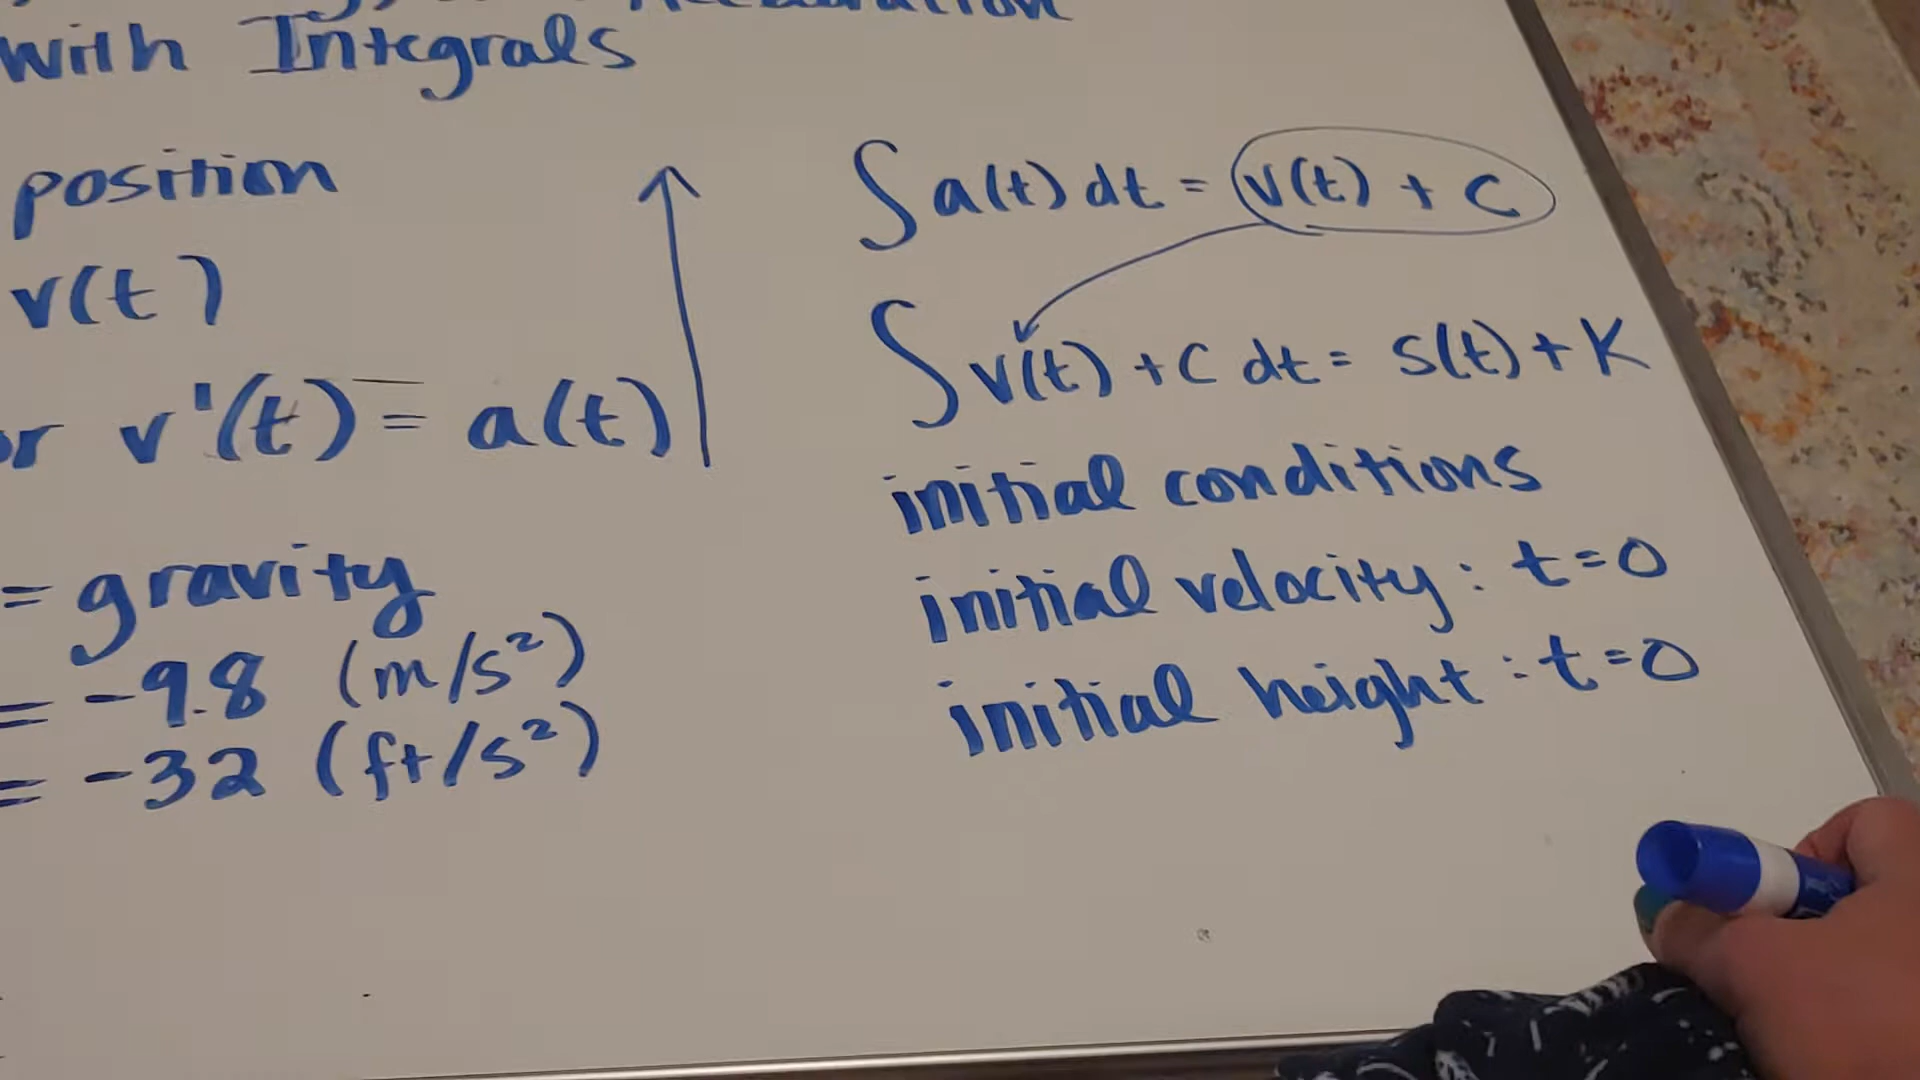 with Integrals
position
v(t)
or v'(t) = a(t)
= gravity
= -9.8 (m/s²)
= -32 (ft/s²)
∫a(t) dt = v(t) + C
∫v(t) + C dt = s(t) + K
initial conditions
initial velocity: t=0
initial height: t=0